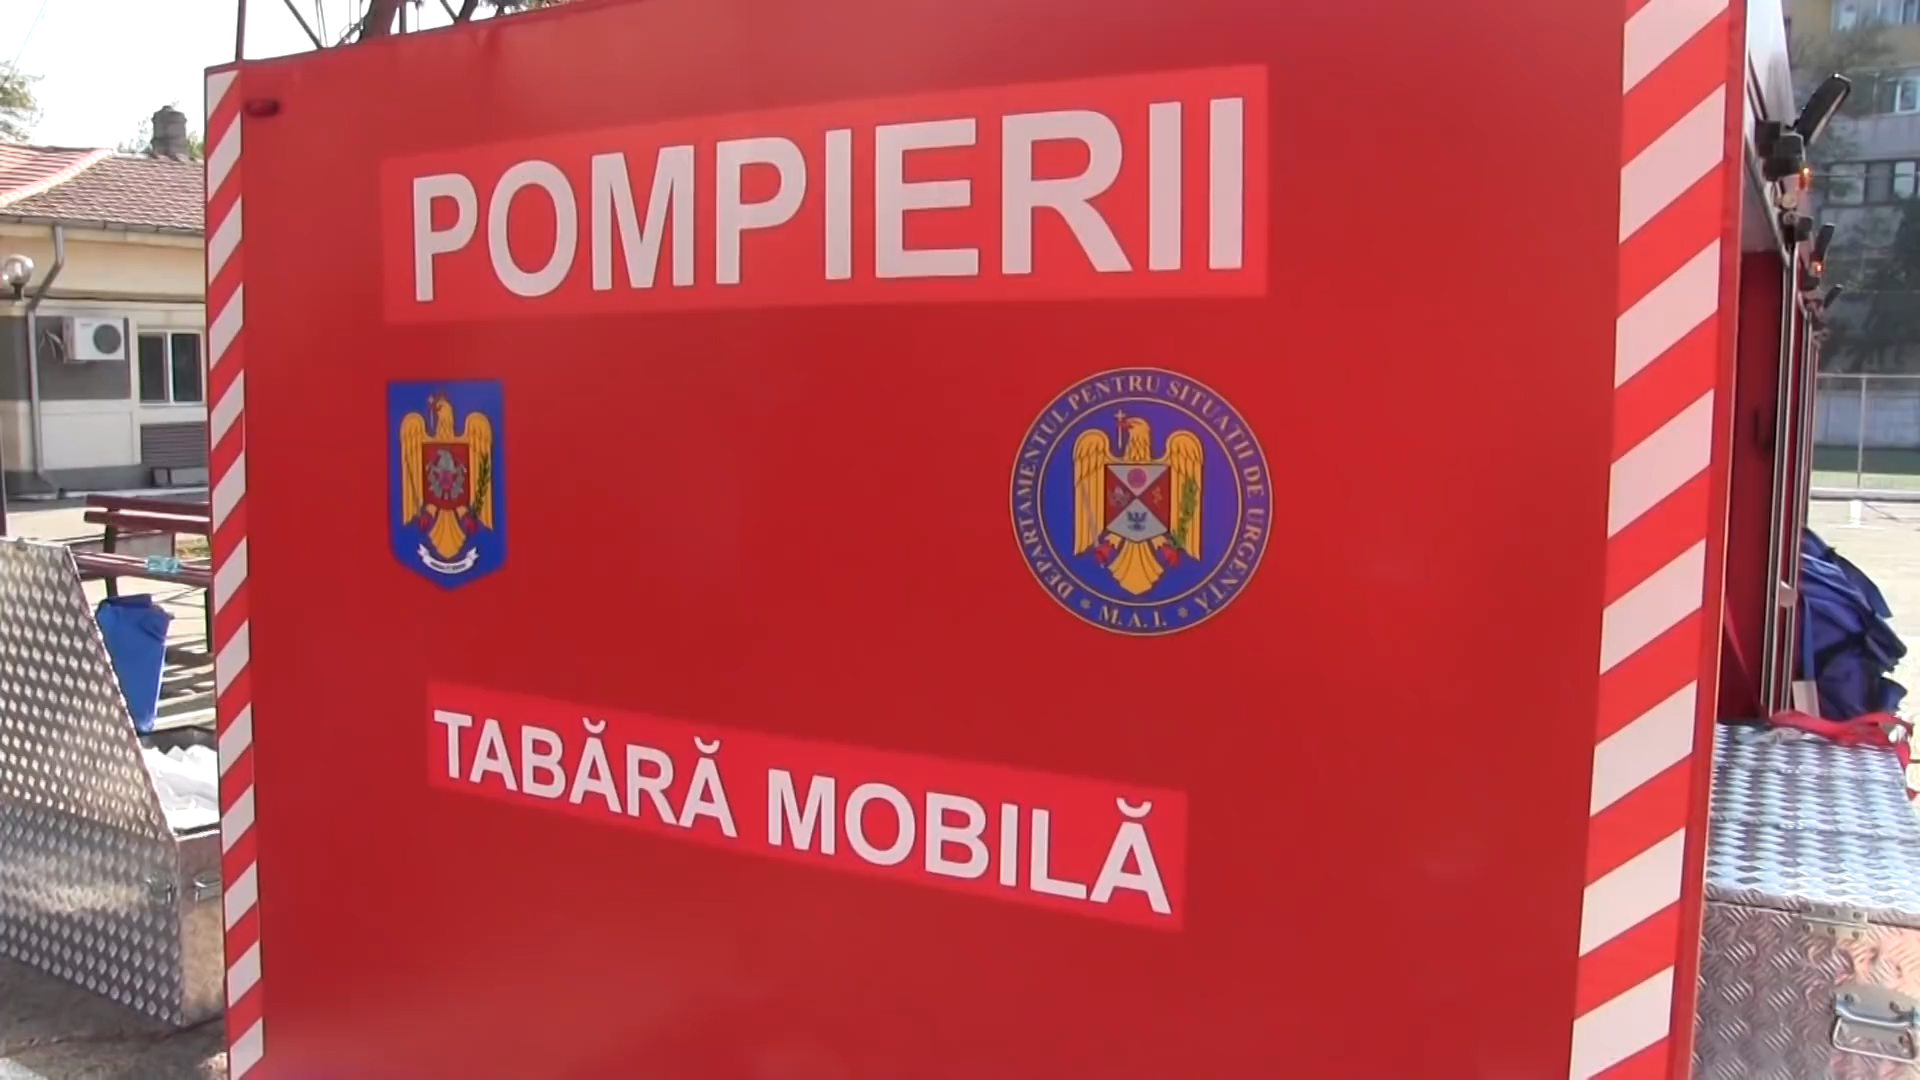 POMPIERII
DEPARTAMENTUL PENTRU SITUAȚII DE URGENȚĂ
* M. A. I. *
TABĂRĂ MOBILĂ